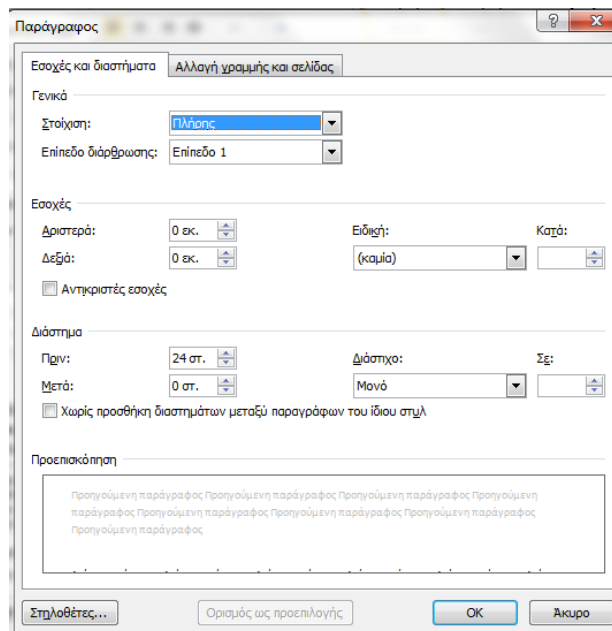 Παράγραφος
Εσοχές και διαστήματα Αλλαγή γραμμής και σελίδας
Γενικά
Στοίχιση: Πλήρης
Επίπεδο διάρθρωσης: Επίπεδο 1
Εσοχές
Αριστερά: 0 εκ. Ειδική: Κατά:
Δεξιά: 0 εκ. (καμία)
Αντικριστές εσοχές
Διάστημα
Πριν: 24 στ. Διάστιχο: Σε:
Μετά: 0 στ. Μονό
Χωρίς προσθήκη διαστημάτων μεταξύ παραγράφων του ίδιου στυλ
Προεπισκόπηση
Προηγούμενη παράγραφος Προηγούμενη παράγραφος Προηγούμενη παράγραφος Προηγούμενη
παράγραφος Προηγούμενη παράγραφος Προηγούμενη παράγραφος Προηγούμενη παράγραφος
Προηγούμενη παράγραφος
Στηλοθέτες... Ορισμός ως προεπιλογής OK Άκυρο